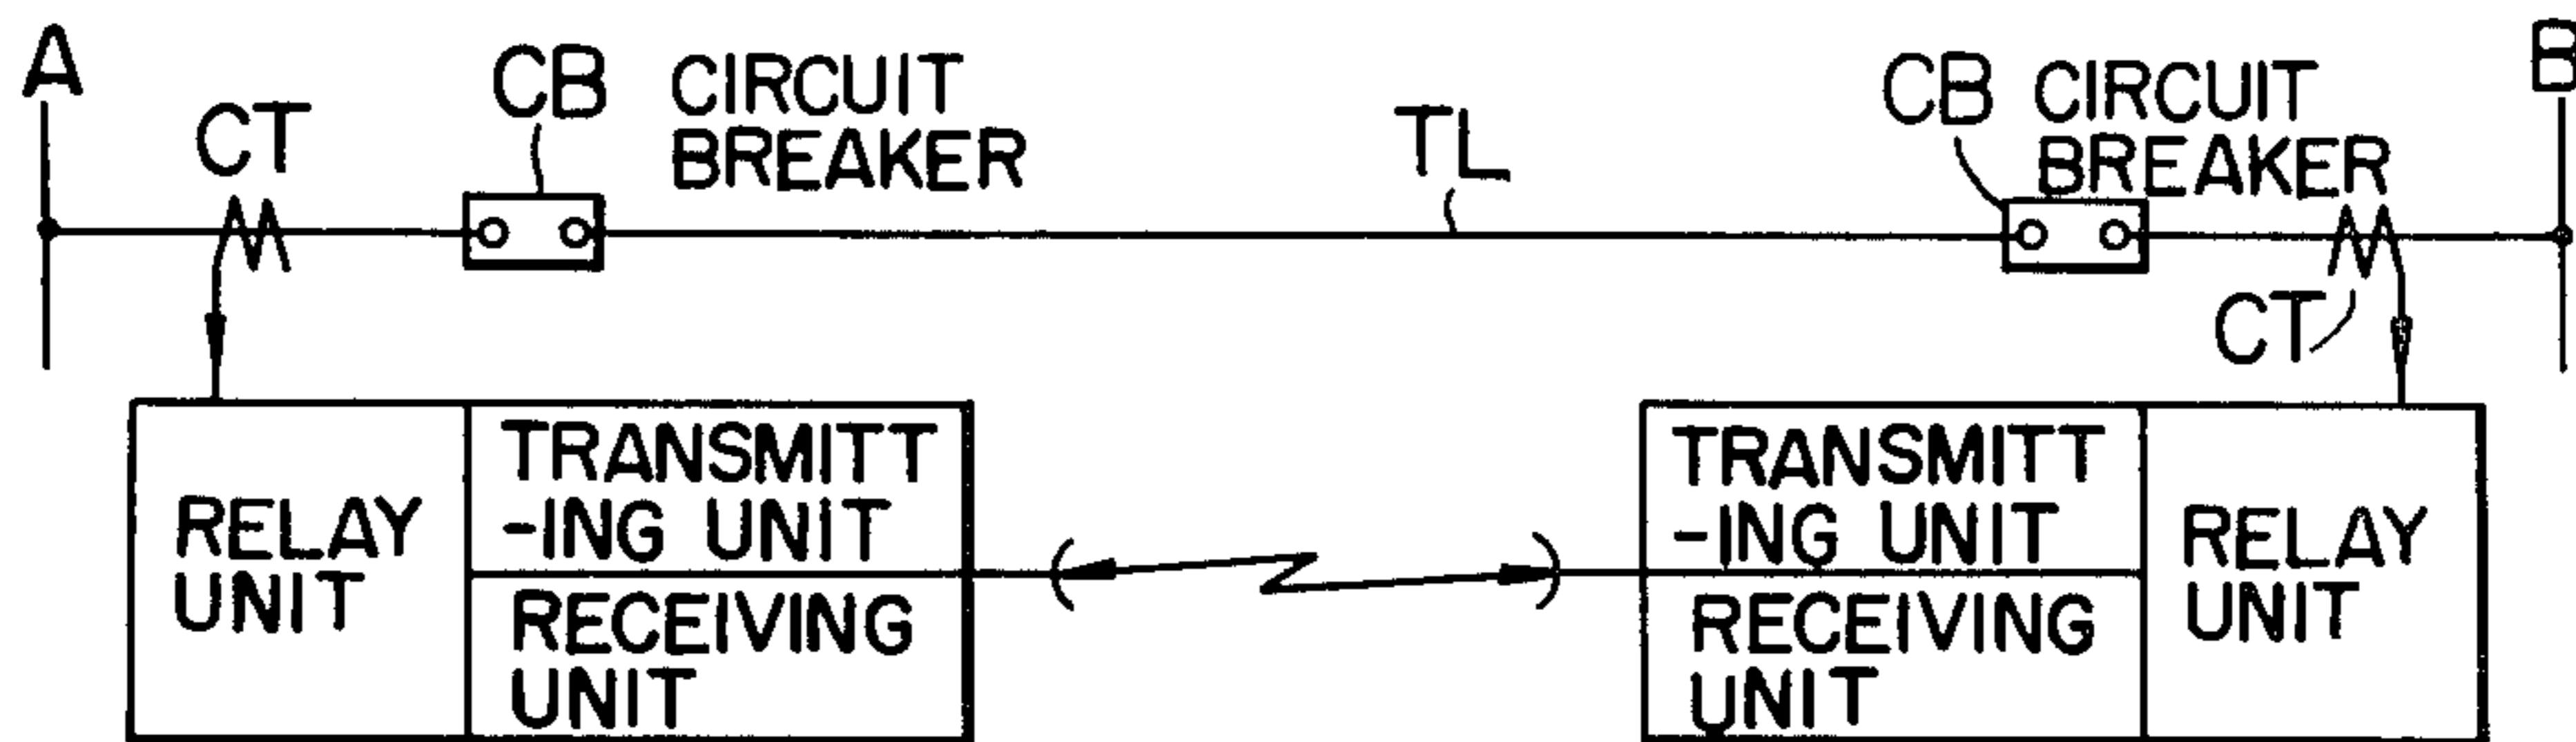 A
CT
CB CIRCUIT
BREAKER
TL
CB CIRCUIT
BREAKER
B
CT
RELAY
UNIT
TRANSMITT
-ING UNIT
RECEIVING
UNIT
TRANSMITT
-ING UNIT
RECEIVING
UNIT
RELAY
UNIT